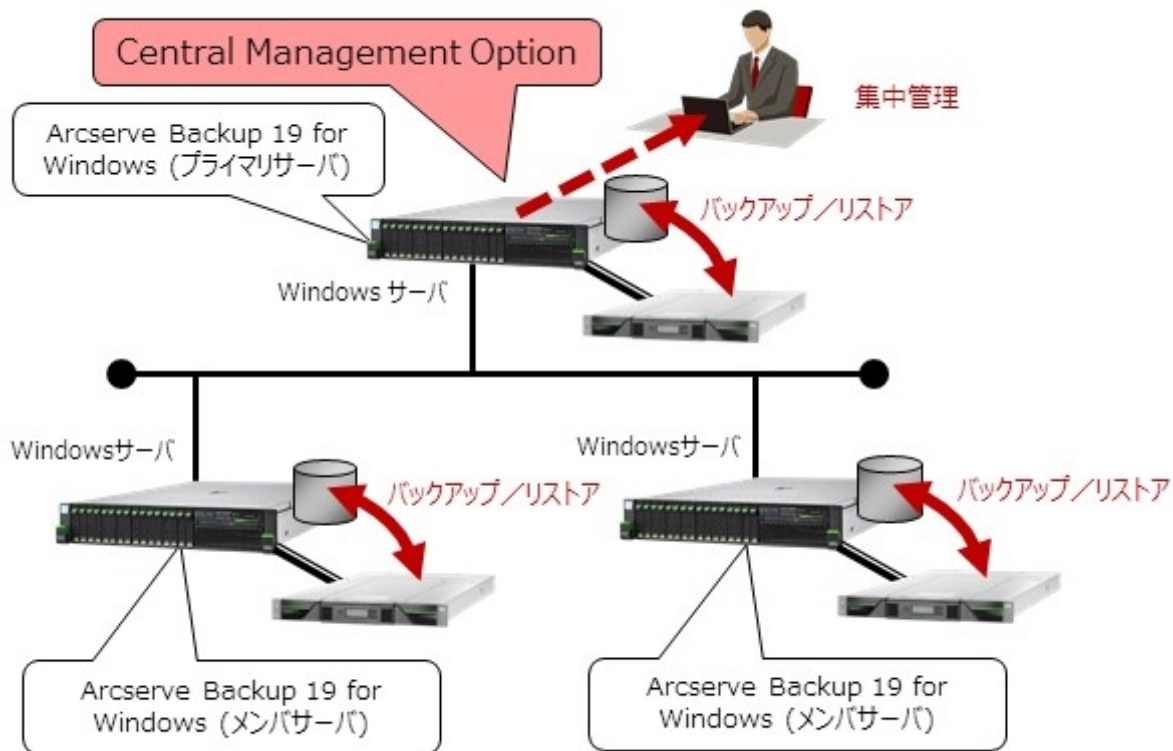 Central Management Option
集中管理
Arcserve Backup 19 for
Windows (プライマリサーバ)
バックアップ／リストア
Windows サーバ
Windowsサーバ
バックアップ／リストア
Windowsサーバ
バックアップ／リストア
Arcserve Backup 19 for
Windows (メンバサーバ)
Arcserve Backup 19 for
Windows (メンバサーバ)